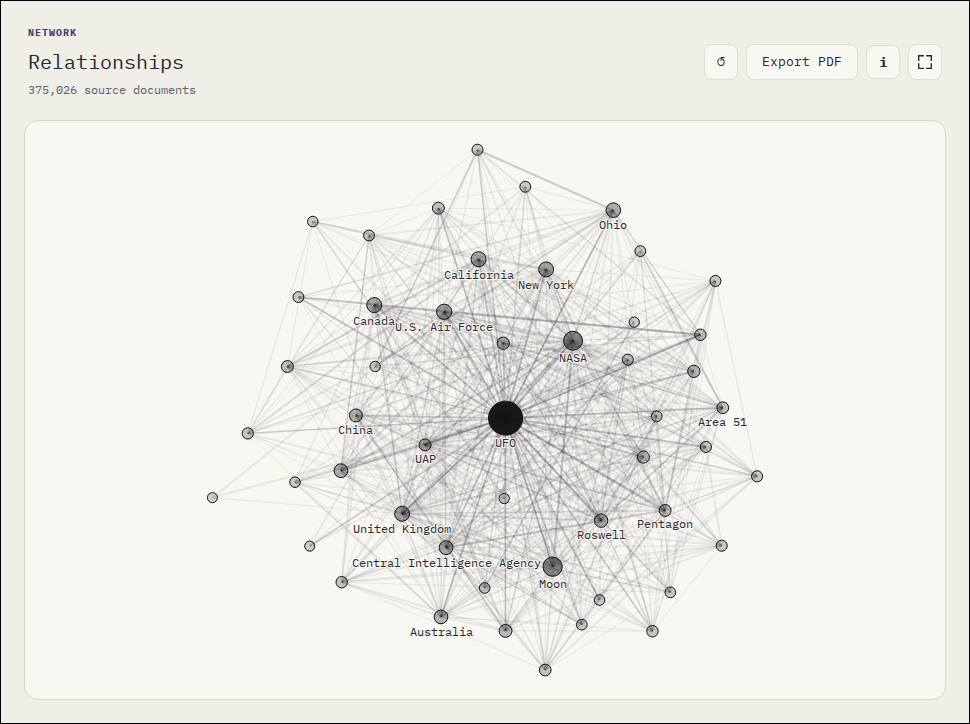 NETWORK
Relationships
375,026 source documents
↺
Export PDF
i
Ohio
California
New York
Canada
U.S. Air Force
NASA
Area 51
China
UFO
UAP
United Kingdom
Pentagon
Roswell
Central Intelligence Agency
Moon
Australia